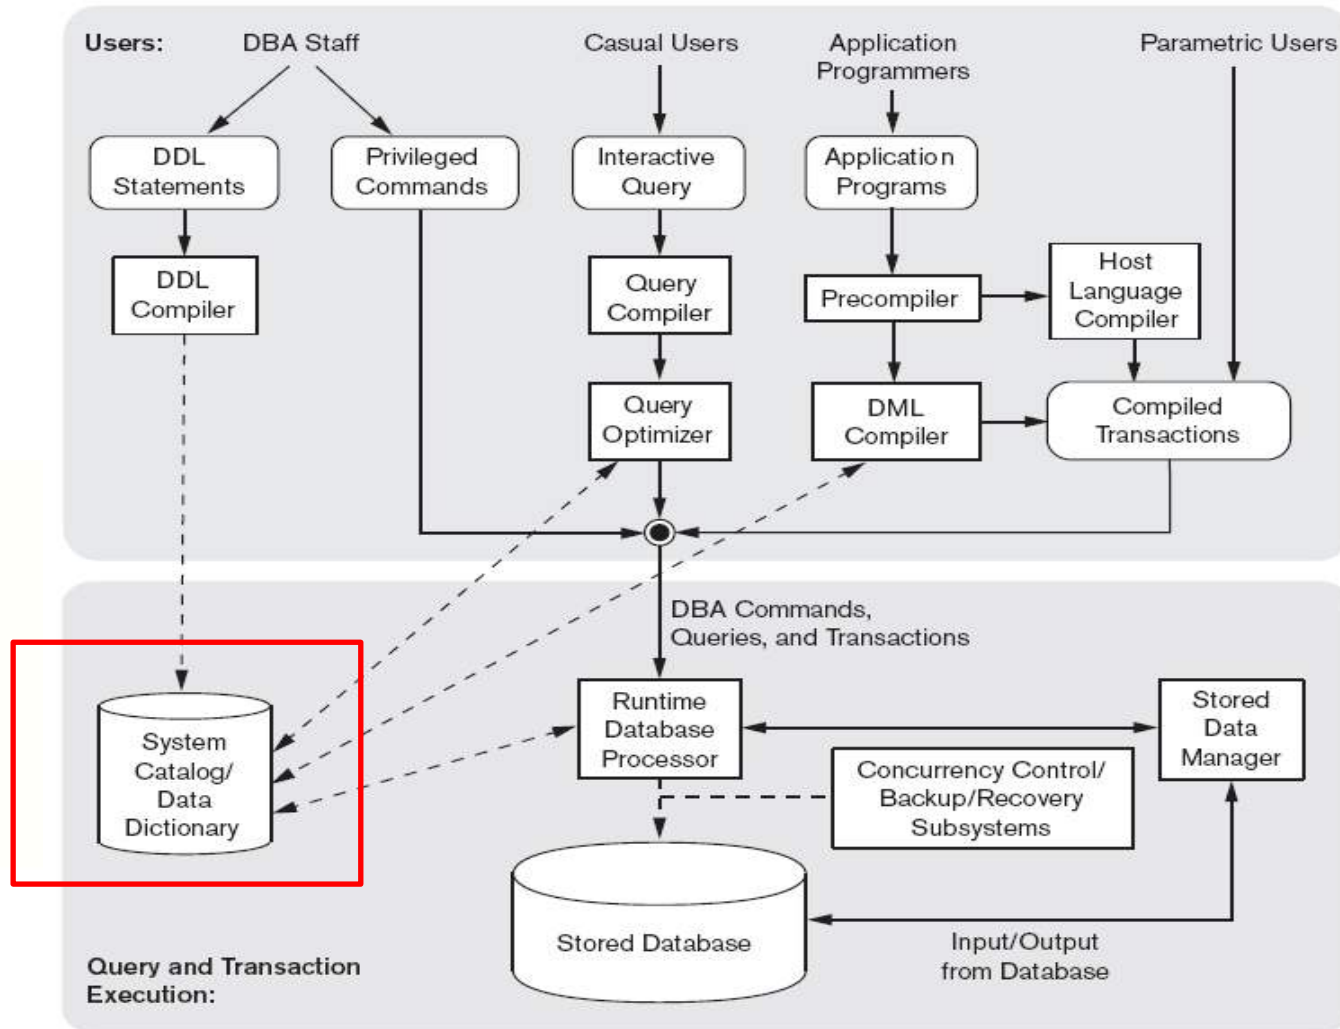 Users:
DBA Staff
Casual Users
Application
Programmers
Parametric Users
DDL
Statements
Privileged
Commands
Interactive
Query
Application
Programs
DDL
Compiler
Query
Compiler
Precompiler
Host
Language
Compiler
Query
Optimizer
DML
Compiler
Compiled
Transactions
DBA Commands,
Queries, and Transactions
System
Catalog/
Data
Dictionary
Runtime
Database
Processor
Stored
Data
Manager
Concurrency Control/
Backup/Recovery
Subsystems
Stored Database
Input/Output
from Database
Query and Transaction
Execution: